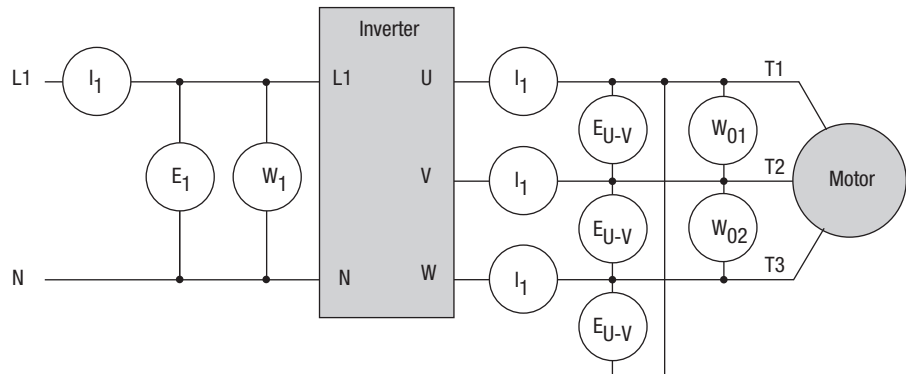 Inverter
L1 I1 L1 U I1 T1
EU-V W01
E1 W1 V I1 T2 Motor
EU-V W02
N N W I1 T3
EU-V